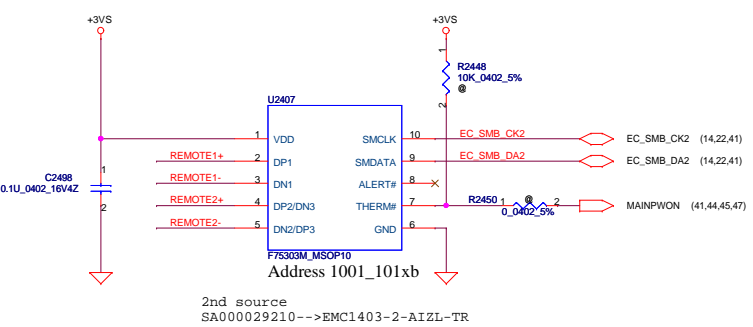 +3VS
+3VS
1
R2448
10K_0402_5%
@
2
U2407
1 VDD SMCLK 10 EC_SMB_CK2 EC_SMB_CK2 (14,22,41)
REMOTE1+ 2 DP1 SMDATA 9 EC_SMB_DA2 EC_SMB_DA2 (14,22,41)
C2498
0.1U_0402_16V4Z
1
2
REMOTE1- 3 DN1 ALERT# 8
REMOTE2+ 4 DP2/DN3 THERM# 7 R2450 1 @ 2 MAINPWON (41,44,45,47)
0_0402_5%
REMOTE2- 5 DN2/DP3 GND 6
F75303M_MSOP10
Address 1001_101xb
2nd source
SA000029210-->EMC1403-2-AIZL-TR